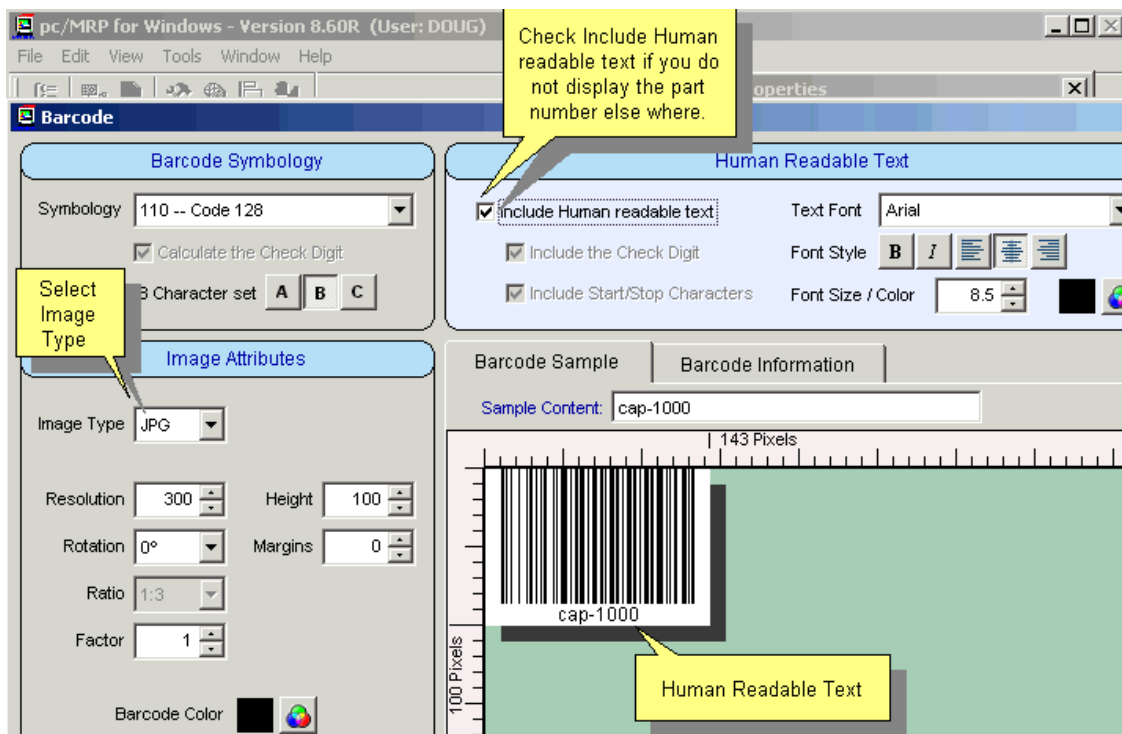 pc/MRP for Windows - Version 8.60R (User: DOUG)
File Edit View Tools Window Help
operties
Barcode
Check Include Human
readable text if you do
not display the part
number else where.
Barcode Symbology
Symbology 110 -- Code 128
Calculate the Check Digit
Character set A B C
Select
Image
Type
Image Attributes
Image Type JPG
Resolution 300 Height 100
Rotation 0° Margins 0
Ratio 1:3
Factor 1
Barcode Color
Human Readable Text
Include Human readable text Text Font Arial
Include the Check Digit Font Style B I
Include Start/Stop Characters Font Size / Color 8.5
Barcode Sample Barcode Information
Sample Content: cap-1000
143 Pixels
100 Pixels
cap-1000
Human Readable Text